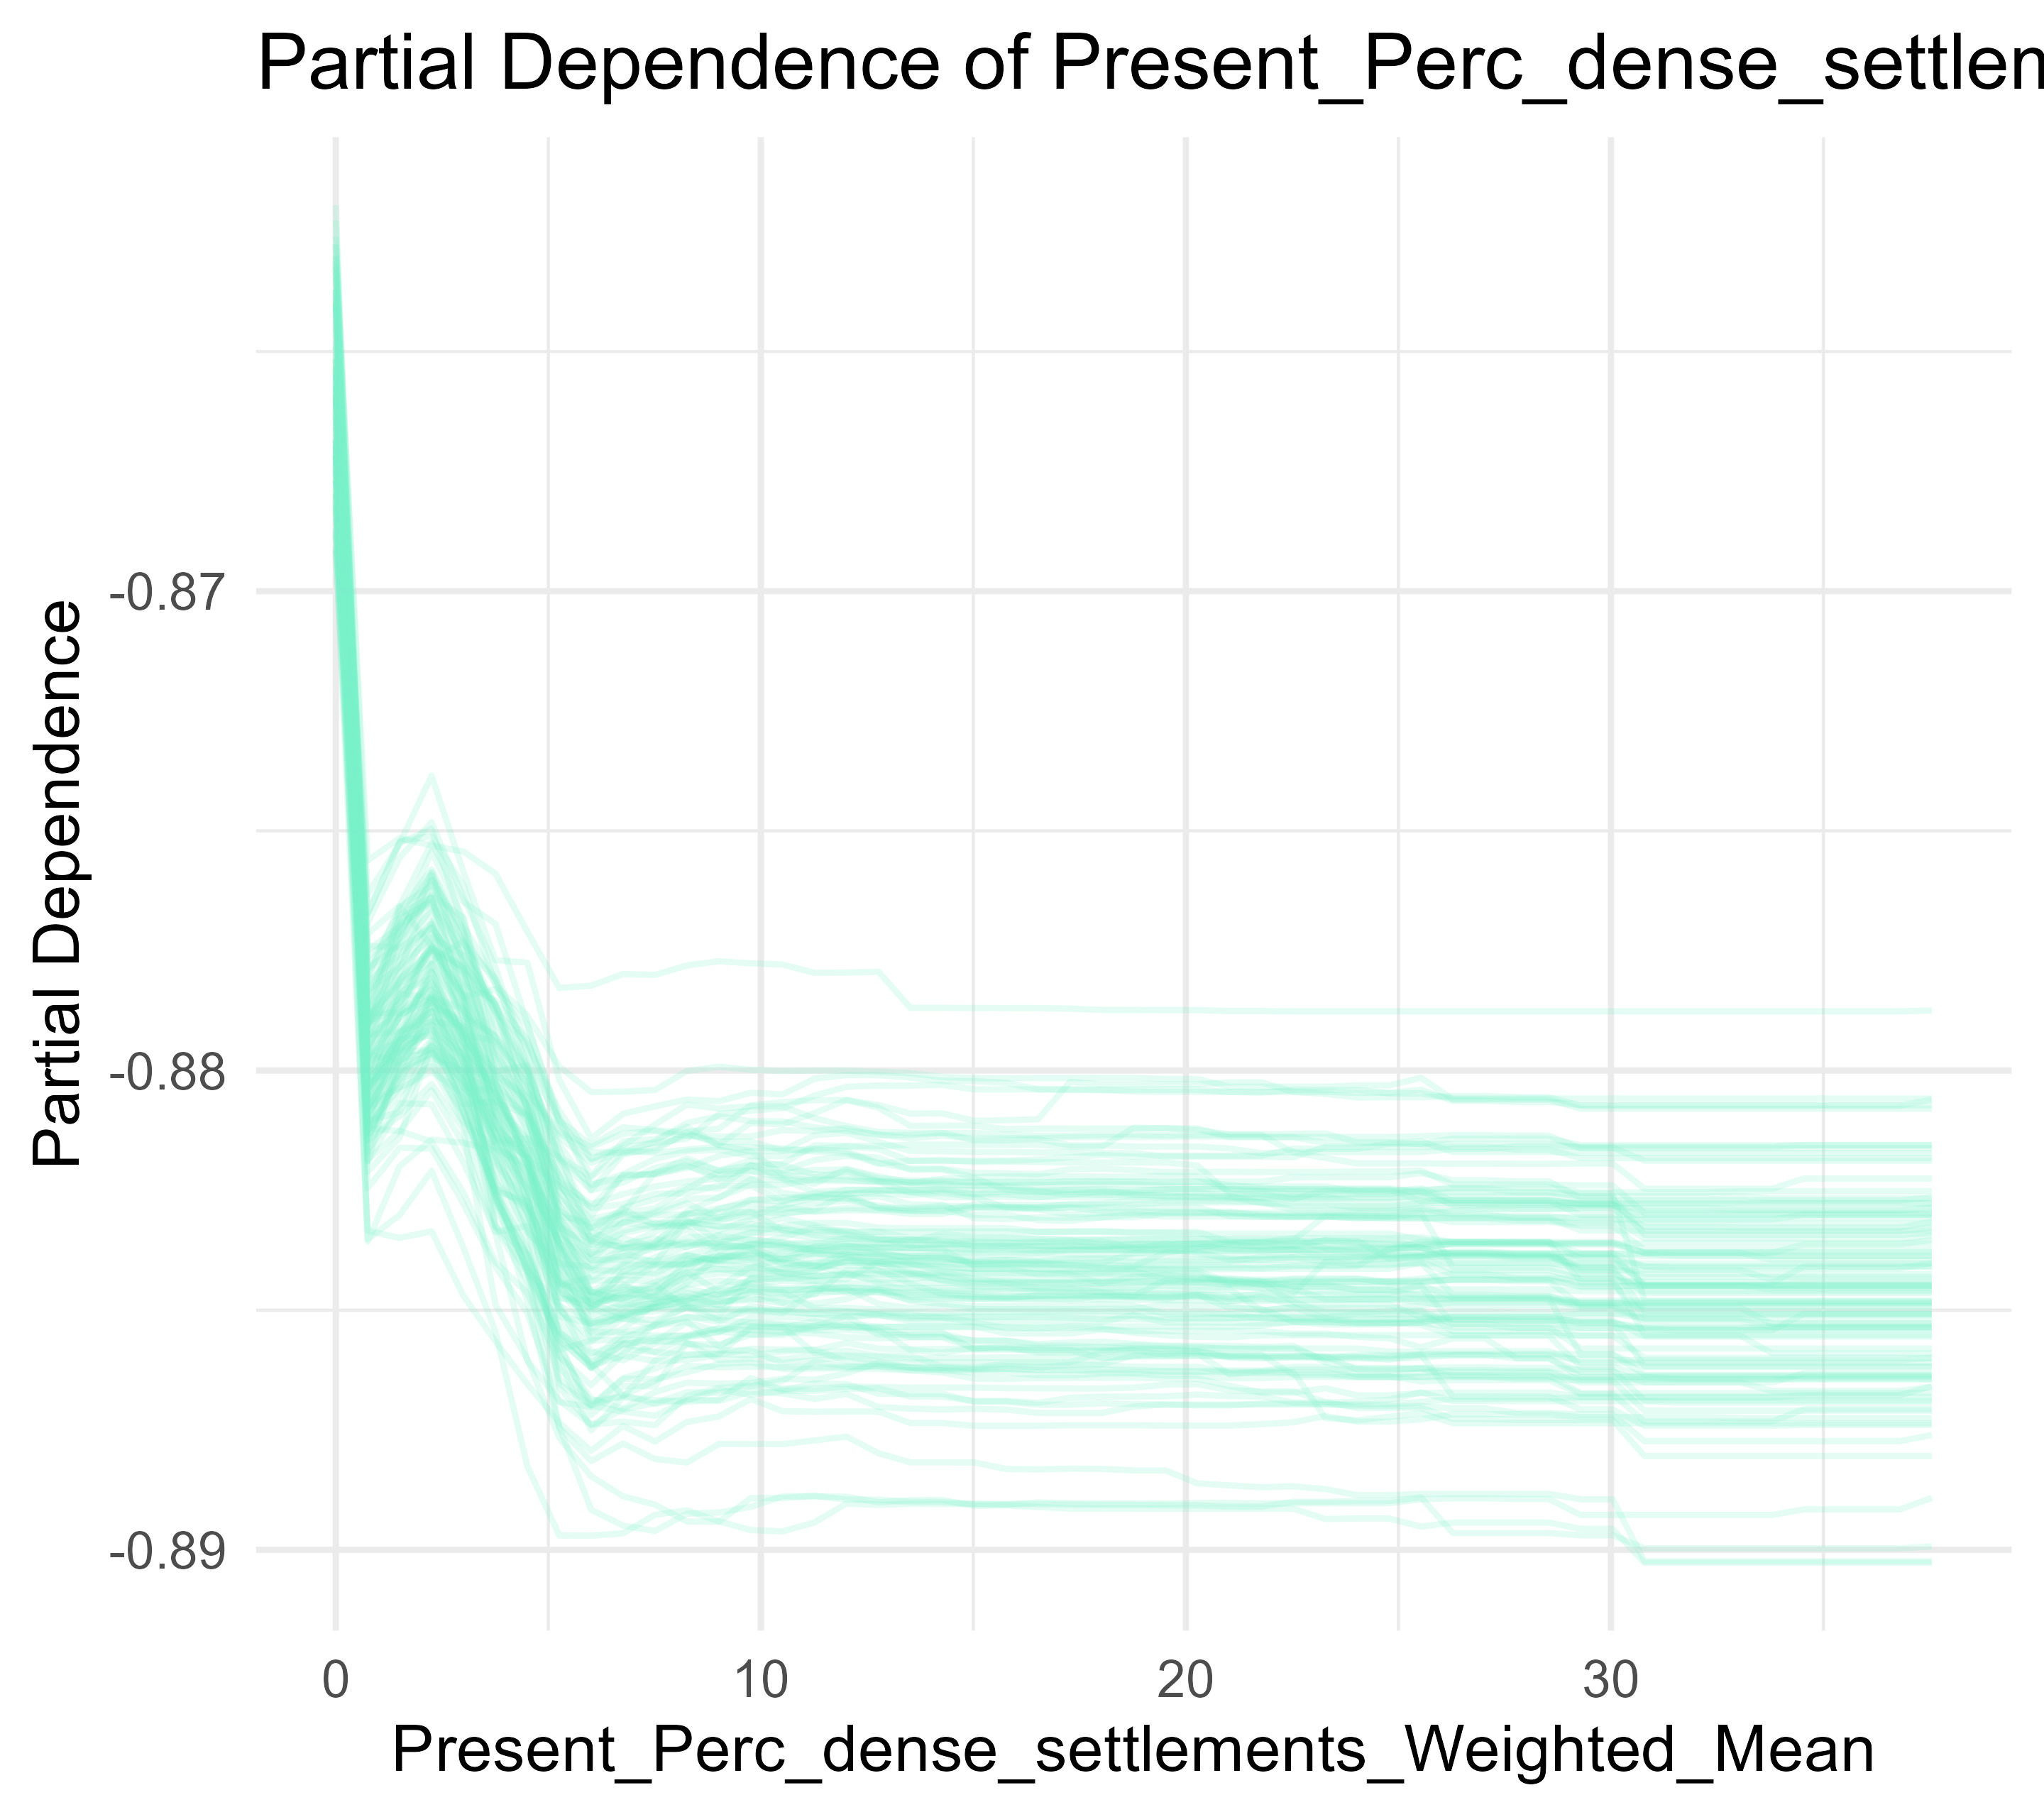 Partial Dependence of Present_Perc_dense_settlen
Partial Dependence
-0.87
-0.88
-0.89
0 10 20 30
Present_Perc_dense_settlements_Weighted_Mean